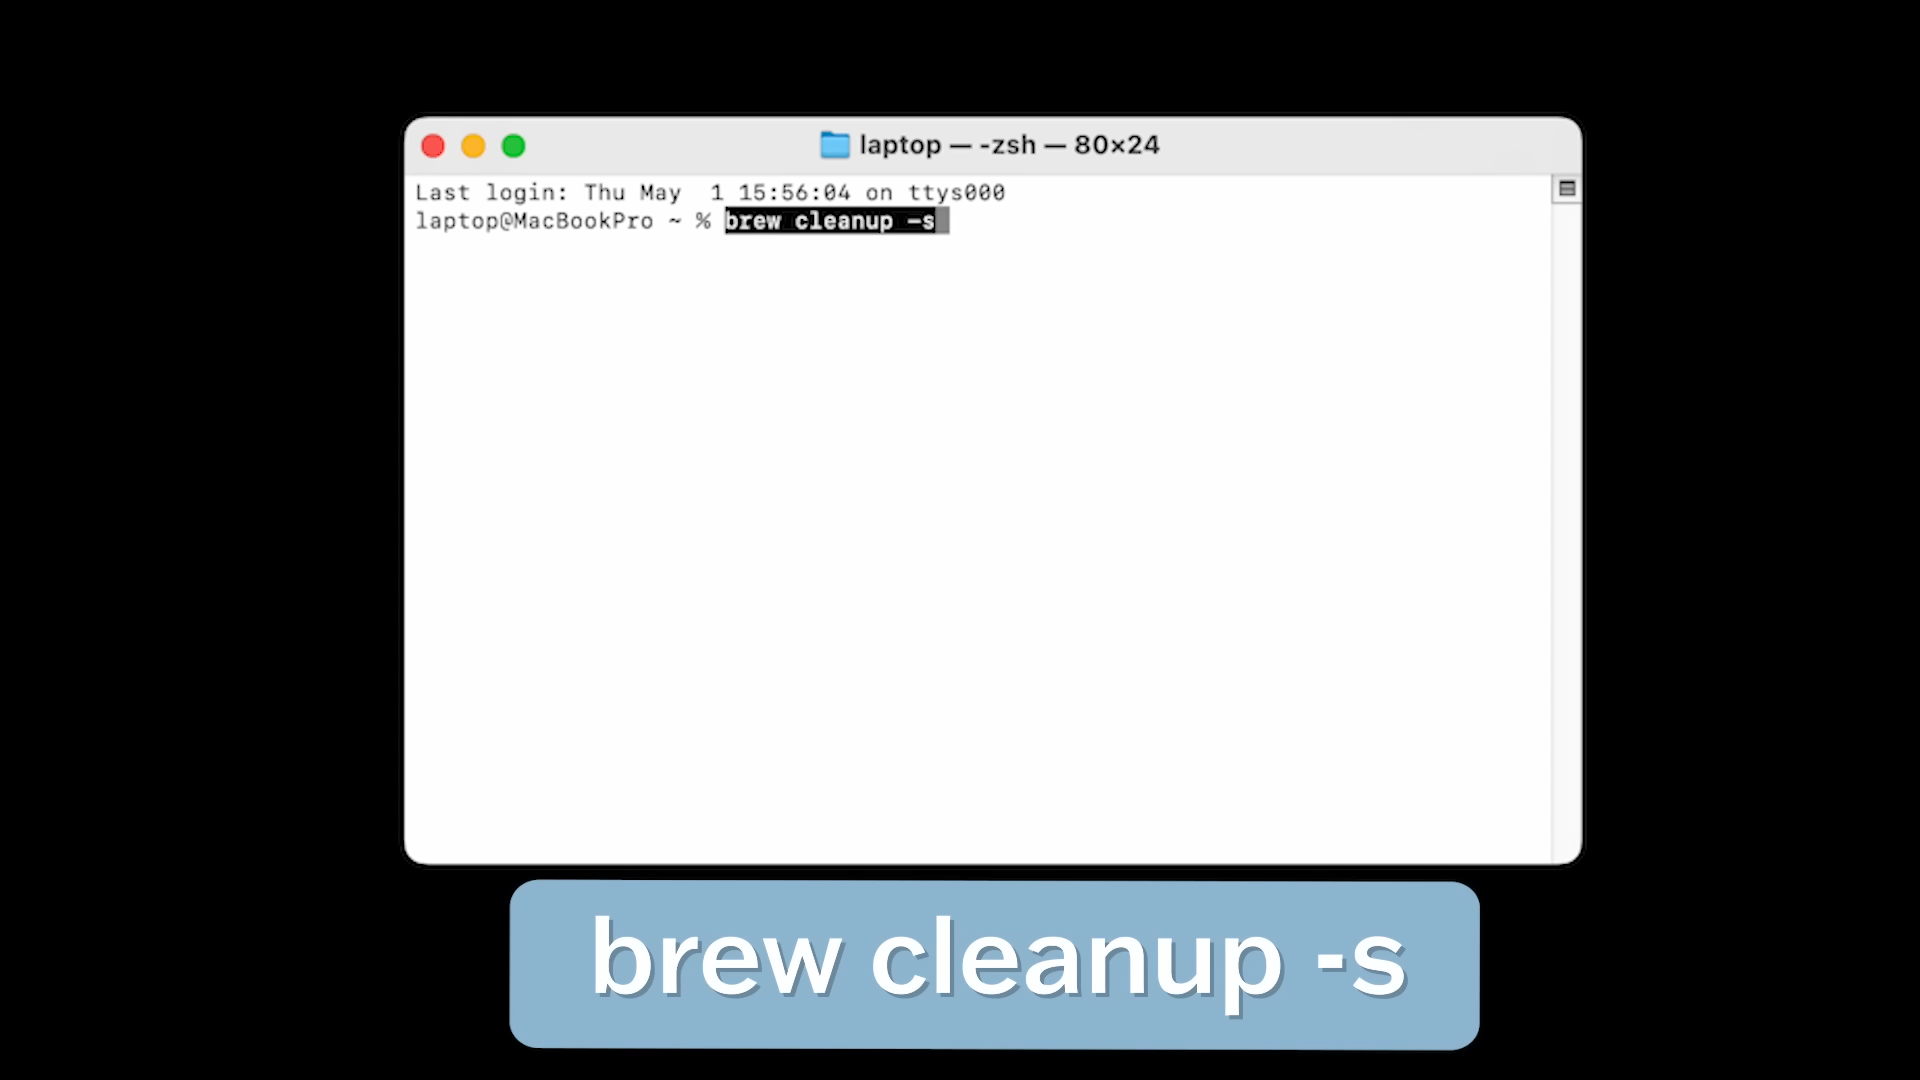 laptop — -zsh — 80×24
Last login: Thu May  1 15:56:04 on ttys000
laptop@MacBookPro ~ % brew cleanup -s
brew cleanup -s